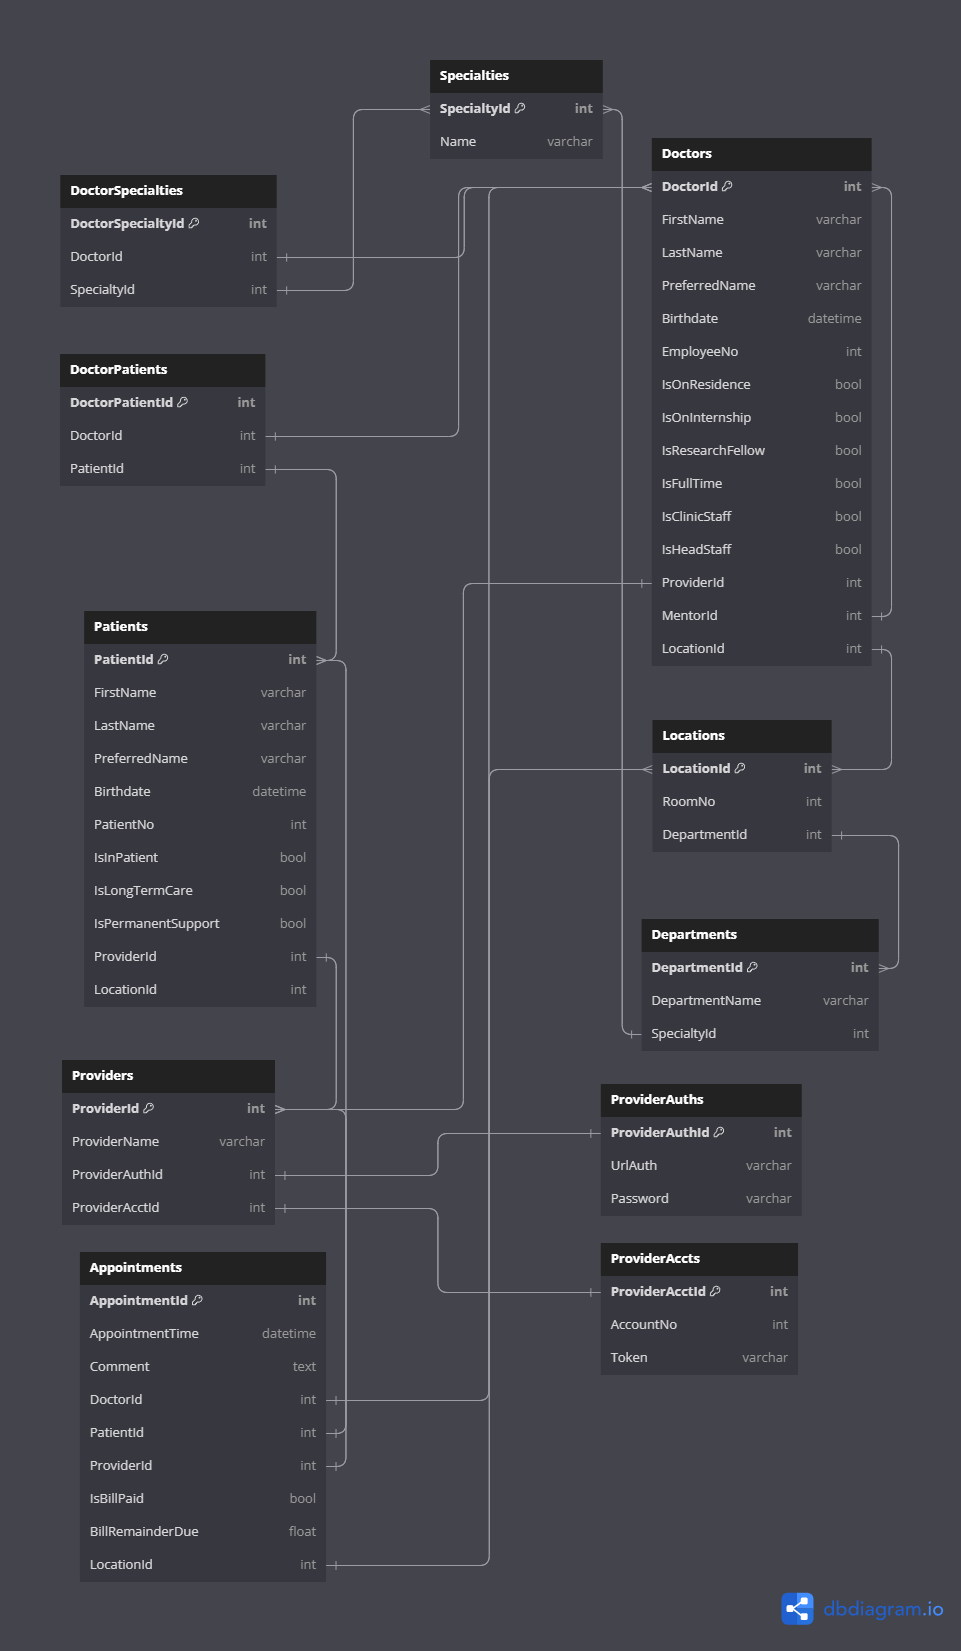 Specialties
SpecialtyId int
Name varchar
Doctors
DoctorId int
FirstName varchar
LastName varchar
PreferredName varchar
Birthdate datetime
EmployeeNo int
IsOnResidence bool
IsOnInternship bool
IsResearchFellow bool
IsFullTime bool
IsClinicStaff bool
IsHeadStaff bool
ProviderId int
MentorId int
LocationId int
DoctorSpecialties
DoctorSpecialtyId int
DoctorId int
SpecialtyId int
DoctorPatients
DoctorPatientId int
DoctorId int
PatientId int
Patients
PatientId int
FirstName varchar
LastName varchar
PreferredName varchar
Birthdate datetime
PatientNo int
IsInPatient bool
IsLongTermCare bool
IsPermanentSupport bool
ProviderId int
LocationId int
Locations
LocationId int
RoomNo int
DepartmentId int
Departments
DepartmentId int
DepartmentName varchar
SpecialtyId int
Providers
ProviderId int
ProviderName varchar
ProviderAuthId int
ProviderAcctId int
ProviderAuths
ProviderAuthId int
UrlAuth varchar
Password varchar
ProviderAccts
ProviderAcctId int
AccountNo int
Token varchar
Appointments
AppointmentId int
AppointmentTime datetime
Comment text
DoctorId int
PatientId int
ProviderId int
IsBillPaid bool
BillRemainderDue float
LocationId int
dbdiagram.io